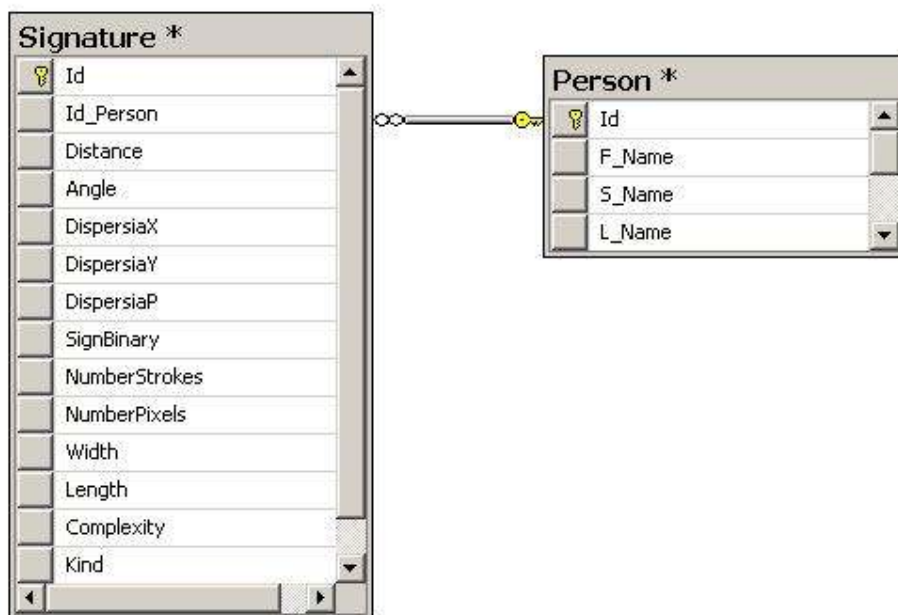 Signature *
Id
Id_Person
Distance
Angle
DispersiaX
DispersiaY
DispersiaP
SignBinary
NumberStrokes
NumberPixels
Width
Length
Complexity
Kind
Person *
Id
F_Name
S_Name
L_Name